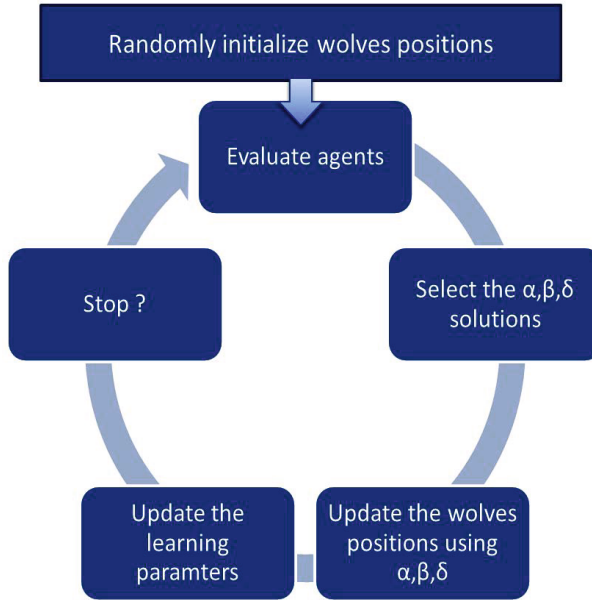 Randomly initialize wolves positions
Evaluate agents
Select the α,β,δ
solutions
Update the wolves
positions using
α,β,δ
Update the
learning
paramters
Stop ?